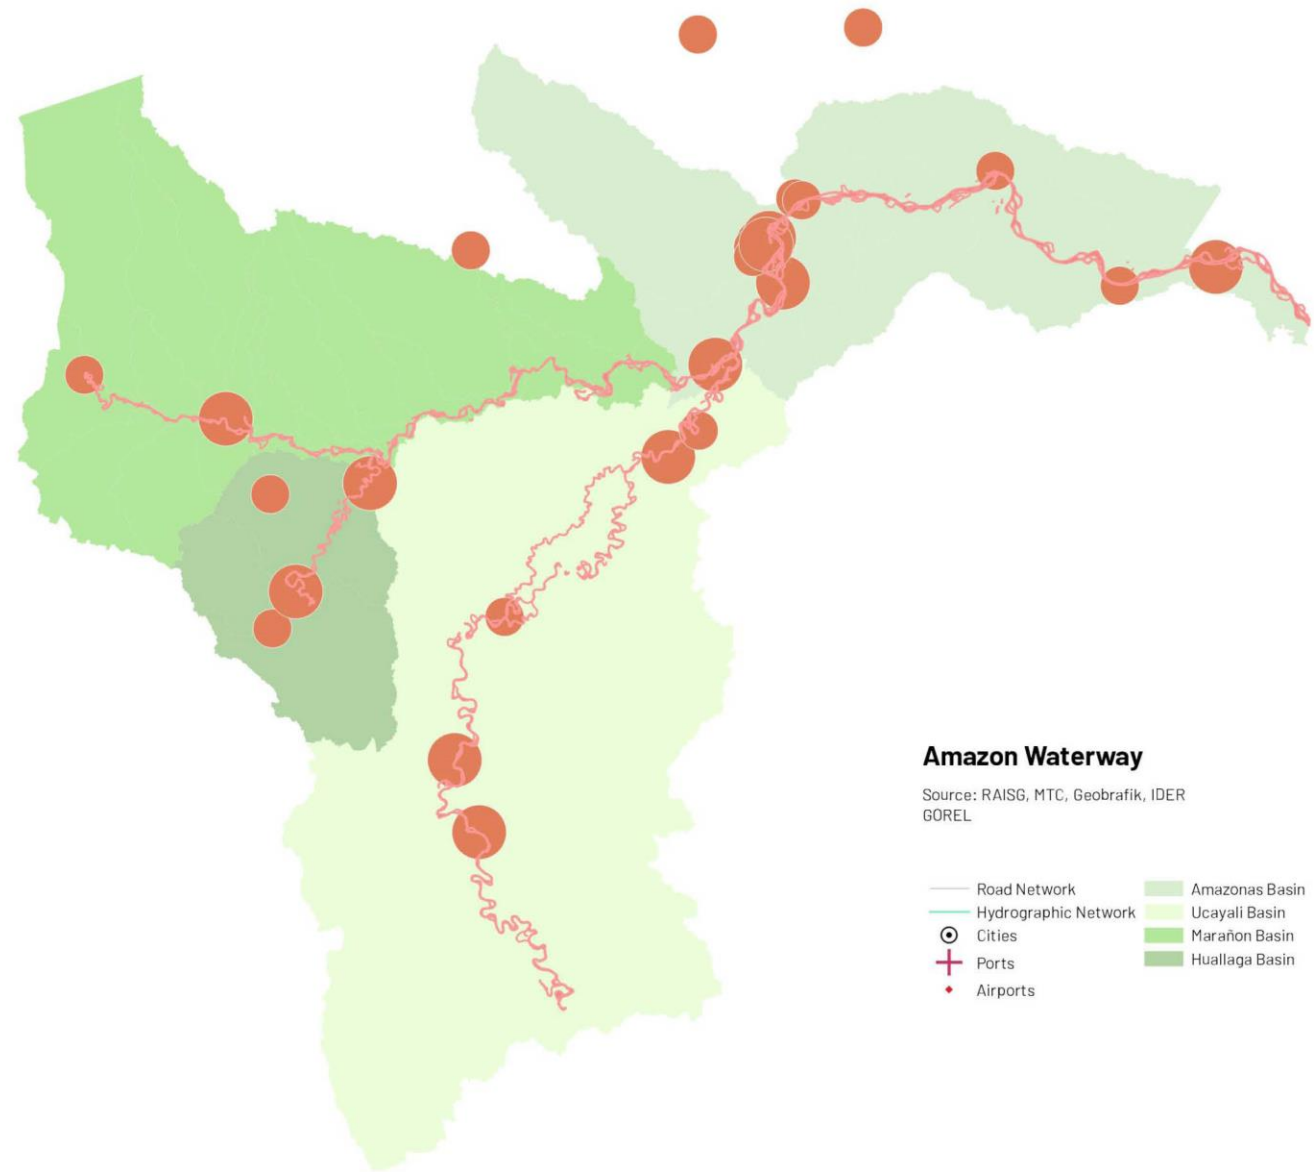 Amazon Waterway
Source: RAISG, MTC, Geobrafik, IDER
GOREL
Road Network
Hydrographic Network
Cities
Ports
Airports
Amazonas Basin
Ucayali Basin
Marañon Basin
Huallaga Basin